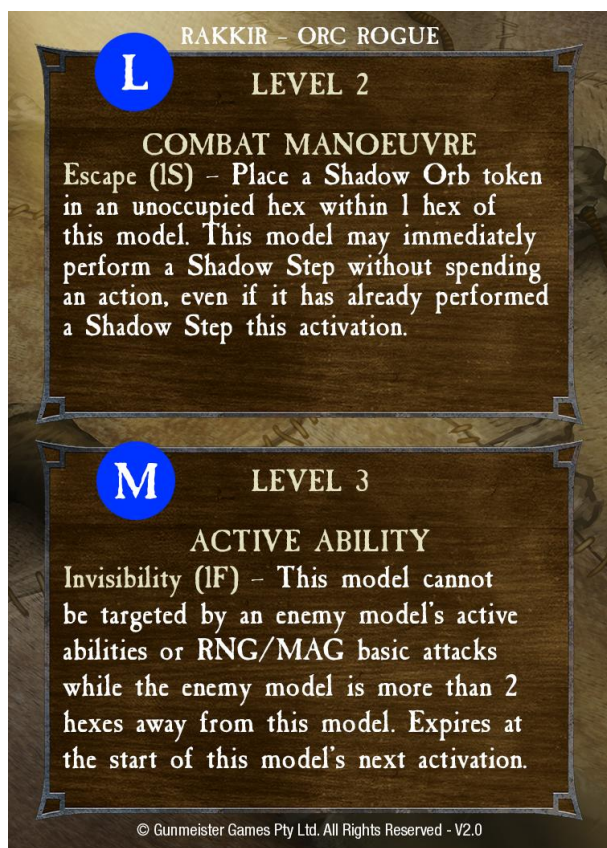 RAKKIR - ORC ROGUE
L
LEVEL 2
COMBAT MANOEUVRE
Escape (1S) – Place a Shadow Orb token
in an unoccupied hex within 1 hex of
this model. This model may immediately
perform a Shadow Step without spending
an action, even if it has already performed
a Shadow Step this activation.
M
LEVEL 3
ACTIVE ABILITY
Invisibility (1F) – This model cannot
be targeted by an enemy model's active
abilities or RNG/MAG basic attacks
while the enemy model is more than 2
hexes away from this model. Expires at
the start of this model's next activation.
© Gunmeister Games Pty Ltd. All Rights Reserved - V2.0